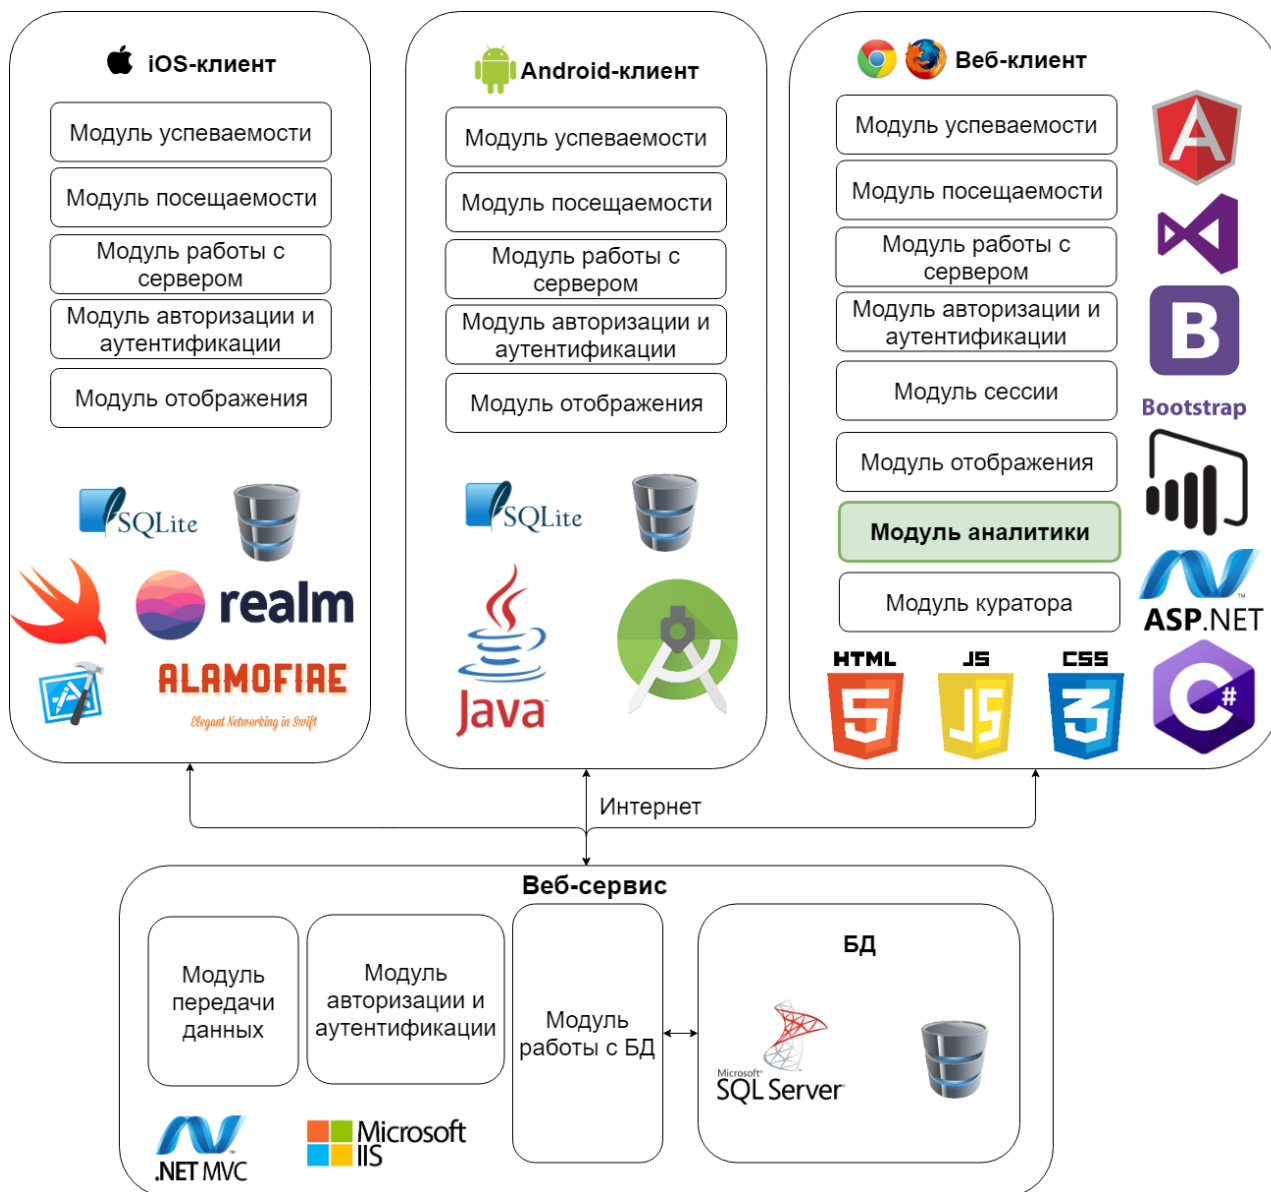 iOS-клиент
Модуль успеваемости
Модуль посещаемости
Модуль работы с
сервером
Модуль авторизации и
аутентификации
Модуль отображения
SQLite
realm
ALAMOFIRE
Elegant Networking in Swift
Android-клиент
Модуль успеваемости
Модуль посещаемости
Модуль работы с
сервером
Модуль авторизации и
аутентификации
Модуль отображения
SQLite
Java
Веб-клиент
Модуль успеваемости
Модуль посещаемости
Модуль работы с
сервером
Модуль авторизации и
аутентификации
Модуль сессии
Модуль отображения
Модуль аналитики
Модуль куратора
A
B
Bootstrap
ASP.NET
HTML
5
JS
JS
CSS
3
C#
Интернет
Веб-сервис
Модуль
передачи
данных
Модуль
авторизации и
аутентификации
Модуль
работы с БД
БД
Microsoft
SQL Server
.NET MVC
Microsoft
IIS